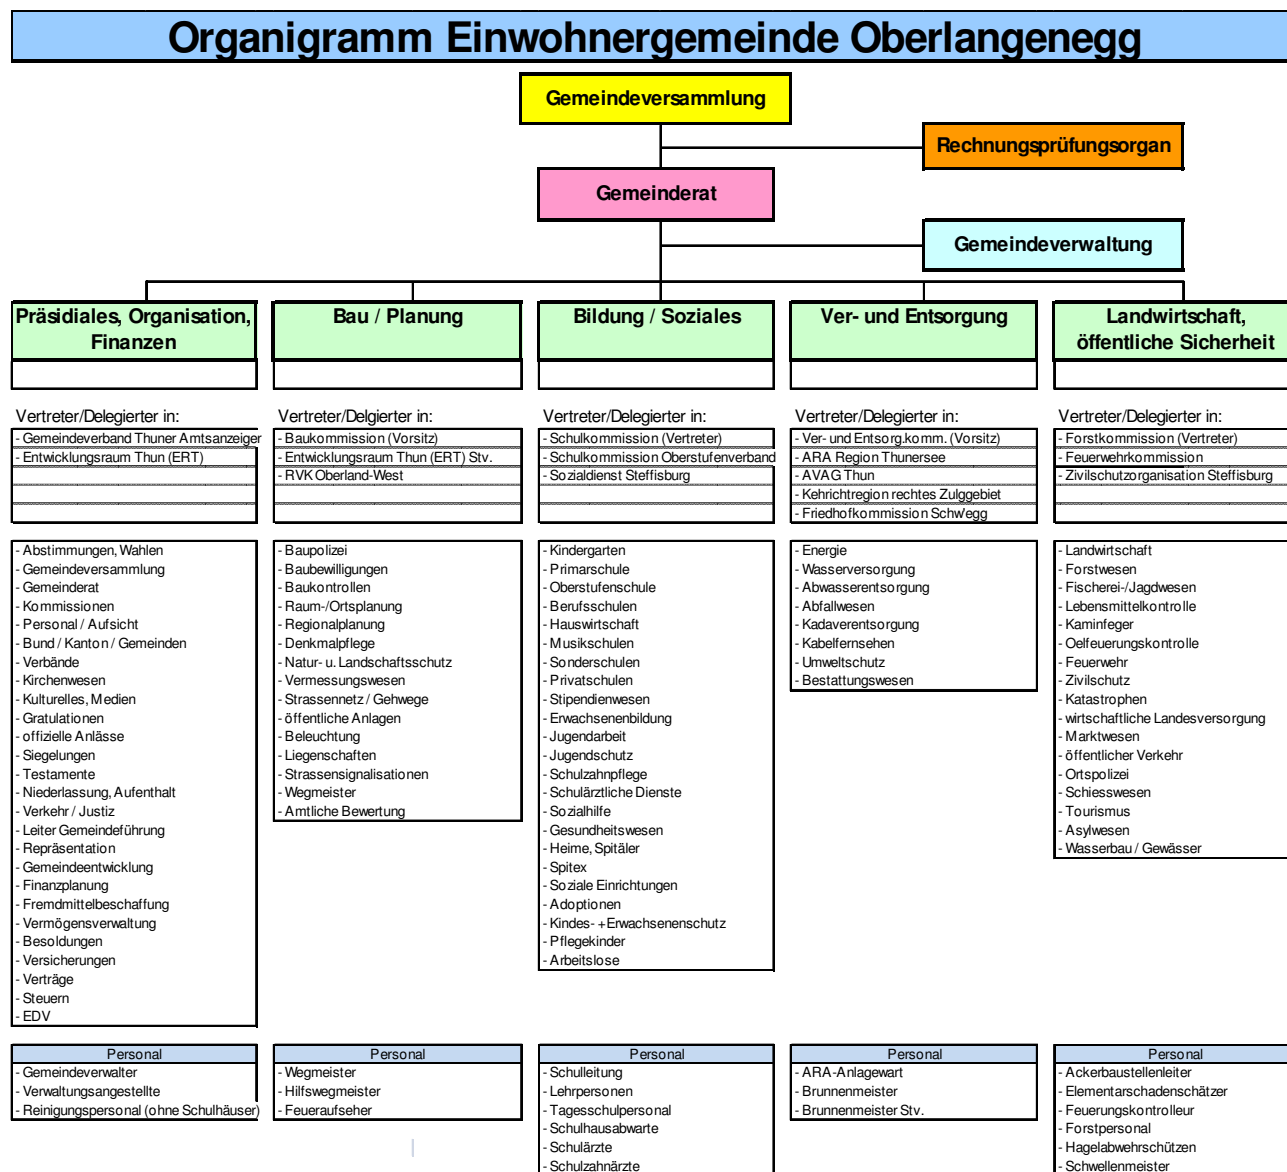 Organigramm Einwohnergemeinde Oberlangenegg
Gemeindeversammlung
Rechnungsprüfungsorgan
Gemeinderat
Gemeindeverwaltung
Präsidiales, Organisation,
Finanzen
Vertreter/Delegierter in:
- Gemeindeverband Thuner Amtsanzeiger
- Entwicklungsraum Thun (ERT)
- Abstimmungen, Wahlen
- Gemeindeversammlung
- Gemeinderat
- Kommissionen
- Personal / Aufsicht
- Bund / Kanton / Gemeinden
- Verbände
- Kirchenwesen
- Kulturelles, Medien
- Gratulationen
- offizielle Anlässe
- Siegelungen
- Testamente
- Niederlassung, Aufenthalt
- Verkehr / Justiz
- Leiter Gemeindeführung
- Repräsentation
- Gemeindeentwicklung
- Finanzplanung
- Fremdmittelbeschaffung
- Vermögensverwaltung
- Besoldungen
- Versicherungen
- Verträge
- Steuern
- EDV
Personal
- Gemeindeverwalter
- Verwaltungsangestellte
- Reinigungspersonal (ohne Schulhäuser)
Bau / Planung
Vertreter/Delgierter in:
- Baukommission (Vorsitz)
- Entwicklungsraum Thun (ERT) Stv.
- RVK Oberland-West
- Baupolizei
- Baubewilligungen
- Baukontrollen
- Raum-/Ortsplanung
- Regionalplanung
- Denkmalpflege
- Natur- u. Landschaftsschutz
- Vermessungswesen
- Strassennetz / Gehwege
- öffentliche Anlagen
- Beleuchtung
- Liegenschaften
- Strassensignalisationen
- Wegmeister
- Amtliche Bewertung
Personal
- Wegmeister
- Hilfswegmeister
- Feueraufseher
Bildung / Soziales
Vertreter/Delegierter in:
- Schulkommission (Vertreter)
- Schulkommission Oberstufenverband
- Sozialdienst Steffisburg
- Kindergarten
- Primarschule
- Oberstufenschule
- Berufsschulen
- Hauswirtschaft
- Musikschulen
- Sonderschulen
- Privatschulen
- Stipendienwesen
- Erwachsenenbildung
- Jugendarbeit
- Jugendschutz
- Schulzahnpflege
- Schulärztliche Dienste
- Sozialhilfe
- Gesundheitswesen
- Heime, Spitäler
- Spitex
- Soziale Einrichtungen
- Adoptionen
- Kindes- +Erwachsenenschutz
- Pflegekinder
- Arbeitslose
Personal
- Schulleitung
- Lehrpersonen
- Tagesschulpersonal
- Schulhausabwarte
- Schulärzte
- Schulzahnärzte
Ver- und Entsorgung
Vertreter/Delegierter in:
- Ver- und Entsorg.komm. (Vorsitz)
- ARA Region Thunersee
- AVAG Thun
- Kehrichtregion rechtes Zulggebiet
- Friedhofkommission Schw'egg
- Energie
- Wasserversorgung
- Abwasserentsorgung
- Abfallwesen
- Kadaverentsorgung
- Kabelfernsehen
- Umweltschutz
- Bestattungswesen
Personal
- ARA-Anlagewart
- Brunnenmeister
- Brunnenmeister Stv.
Landwirtschaft,
öffentliche Sicherheit
Vertreter/Delegierter in:
- Forstkommission (Vertreter)
- Feuerwehrkommission
- Zivilschutzorganisation Steffisburg
- Landwirtschaft
- Forstwesen
- Fischerei-/Jagdwesen
- Lebensmittelkontrolle
- Kaminfeger
- Oelfeuerungskontrolle
- Feuerwehr
- Zivilschutz
- Katastrophen
- wirtschaftliche Landesversorgung
- Marktwesen
- öffentlicher Verkehr
- Ortspolizei
- Schiesswesen
- Tourismus
- Asylwesen
- Wasserbau / Gewässer
Personal
- Ackerbaustellenleiter
- Elementarschadenschätzer
- Feuerungskontrolleur
- Forstpersonal
- Hagelabwehrschützen
- Schwellenmeister